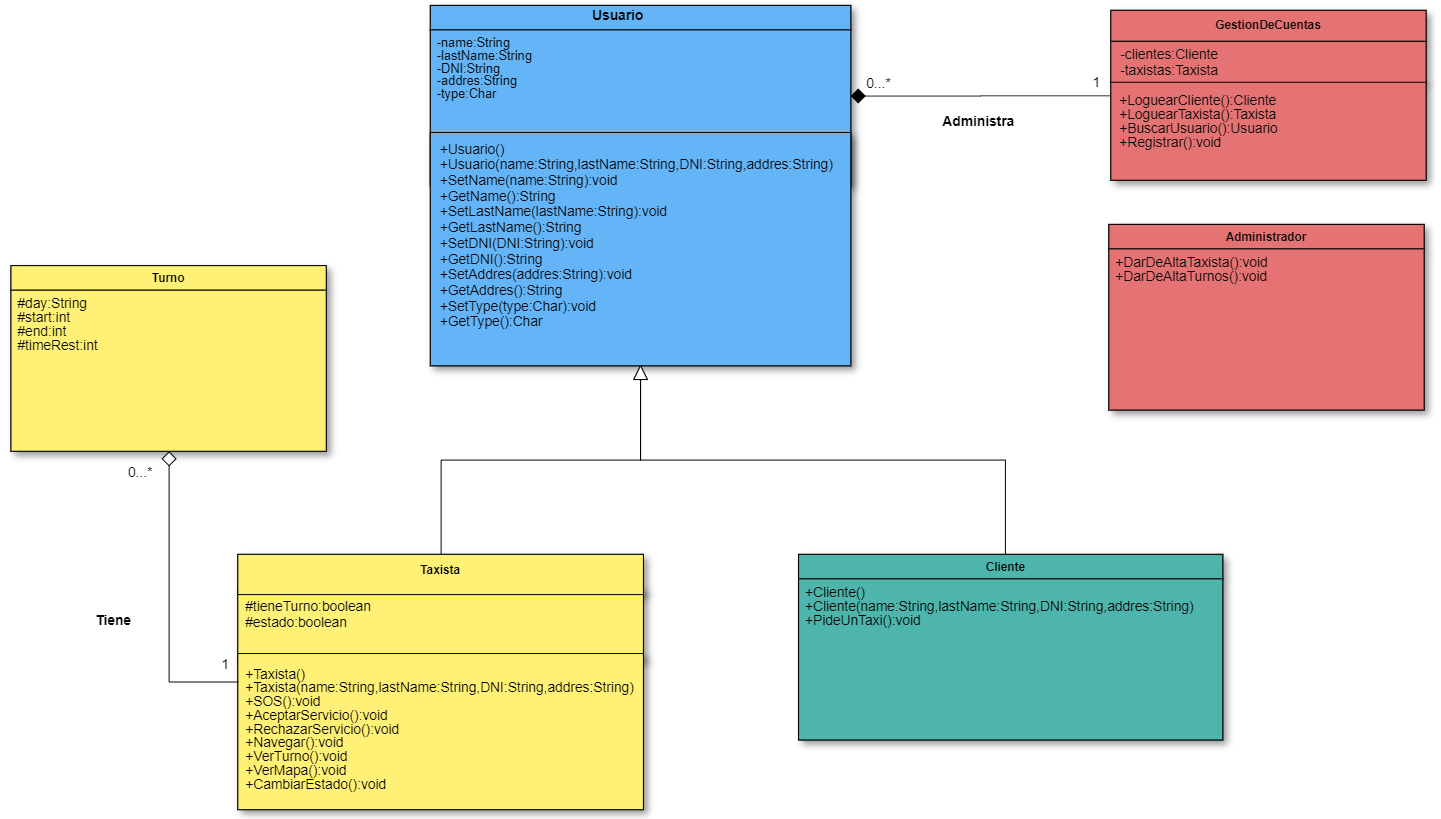 Usuario
-name:String
-lastName:String
-DNI:String
-addres:String
-type:Char
+Usuario()
+Usuario(name:String,lastName:String,DNI:String,addres:String)
+SetName(name:String):void
+GetName():String
+SetLastName(lastName:String):void
+GetLastName():String
+SetDNI(DNI:String):void
+GetDNI():String
+SetAddres(addres:String):void
+GetAddres():String
+SetType(type:Char):void
+GetType():Char
0...*
1
Administra
GestionDeCuentas
-clientes:Cliente
-taxistas:Taxista
+LoguearCliente():Cliente
+LoguearTaxista():Taxista
+BuscarUsuario():Usuario
+Registrar():void
Administrador
+DarDeAltaTaxista():void
+DarDeAltaTurnos():void
Turno
#day:String
#start:int
#end:int
#timeRest:int
0...*
Tiene
1
Taxista
#tieneTurno:boolean
#estado:boolean
+Taxista()
+Taxista(name:String,lastName:String,DNI:String,addres:String)
+SOS():void
+AceptarServicio():void
+RechazarServicio():void
+Navegar():void
+VerTurno():void
+VerMapa():void
+CambiarEstado():void
Cliente
+Cliente()
+Cliente(name:String,lastName:String,DNI:String,addres:String)
+PideUnTaxi():void